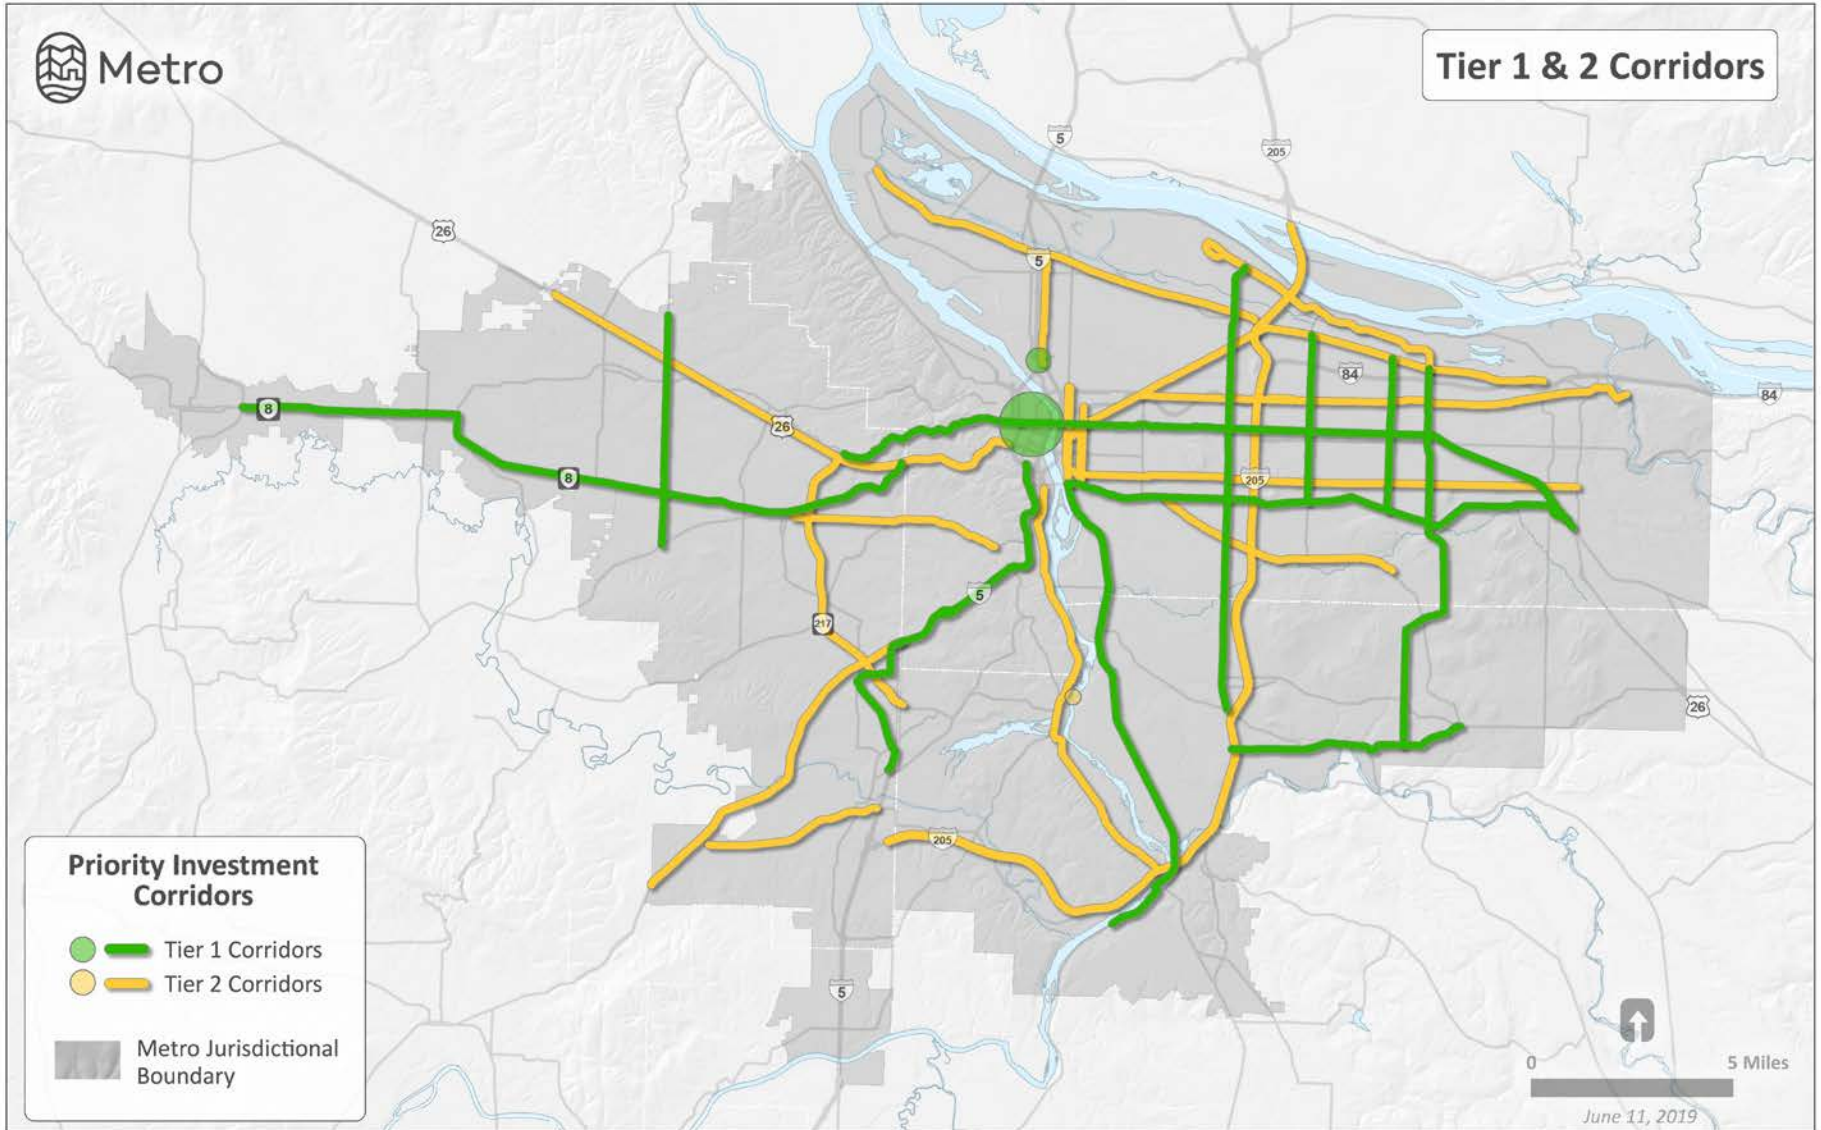 Metro
Tier 1 & 2 Corridors
5
205
26
5
84
84
8
26
8
205
5
217
26
205
5
Priority Investment
Corridors
Tier 1 Corridors
Tier 2 Corridors
Metro Jurisdictional
Boundary
0
5 Miles
June 11, 2019